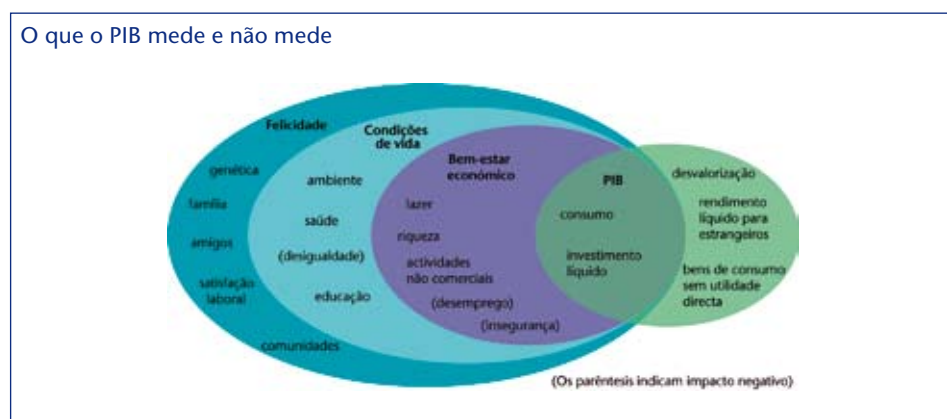 O que o PIB mede e não mede
Felicidade
genética
família
amigos
satisfação
laboral
comunidades
Condições
de vida
ambiente
saúde
(desigualdade)
educação
Bem-estar
económico
lazer
riqueza
actividades
não comerciais
(desemprego)
(insegurança)
PIB
consumo
investimento
líquido
desvalorização
rendimento
líquido para
estrangeiros
bens de consumo
sem utilidade
directa
(Os parêntesis indicam impacto negativo)